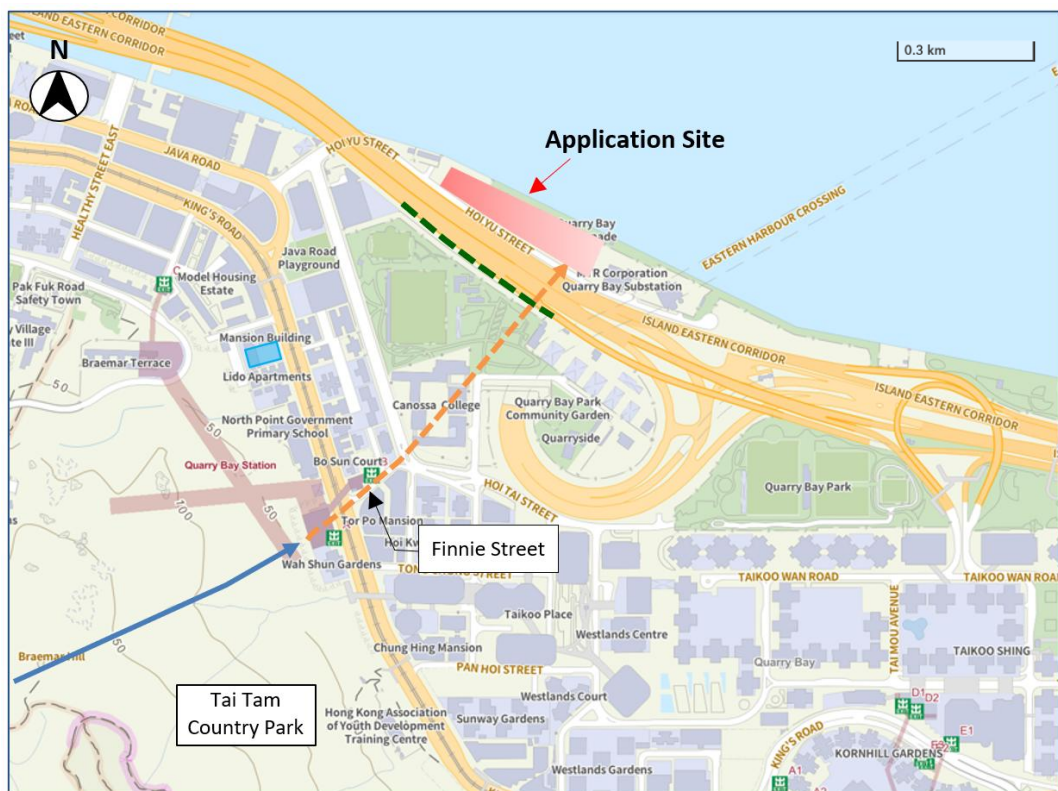 CORRIDOR
ISLAND EASTERN CORRIDOR
N
0.3 km
JAVA ROAD
HOI YU STREET
Application Site
HEALTHY STREET EAST
KING'S ROAD
HOI YU STREET
Quarry Bay
EASTERN HARBOUR CROSSING
Java Road
Playground
MTR Corporation
Quarry Bay Substation
C
Model Housing
Estate
Pak Fuk Road
Safety Town
ISLAND EASTERN CORRIDOR
Mansion Building
Braemar Terrace
Lido Apartments
50
ISLAND EASTERN CORRIDOR
Canossa
College
Quarry Bay Park
Community Garden
North Point Government
Primary School
50
Quarryside
Bo Sun Court
Quarry Bay Station
100
HOI TAI STREET
Quarry Bay Park
Tor Po Mansion
Finnie Street
Wah Shun Gardens
TAIKOO WAN ROAD
TAIKOO WAN ROAD
Taikoo Place
TAI MOU AVENUE
Westlands Centre
50
Chung Hing Mansion
TAIKOO SHING
Braemar Hill
PAN HOI STREET
Quarry Bay
Tai Tam
Country Park
Westlands Court
D1
D2
Hong Kong Association
of Youth Development
Training Centre
Sunway Gardens
KING'S ROAD
E1
KORNHILL GARDENS
Westlands Gardens
A1